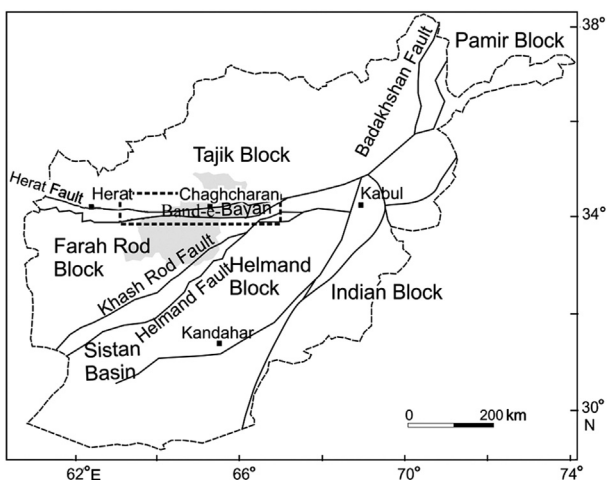 38°
Pamir Block
Badakhshan Fault
Tajik Block
Herat Fault
Herat
Chaghcharan
Band-e-Bayan
Kabul
34°
Farah Rod
Block
Khash Rod Fault
Helmand Fault
Helmand
Block
Indian Block
Kandahar
Sistan
Basin
0 200 km
30°
N
62°E 66° 70° 74°